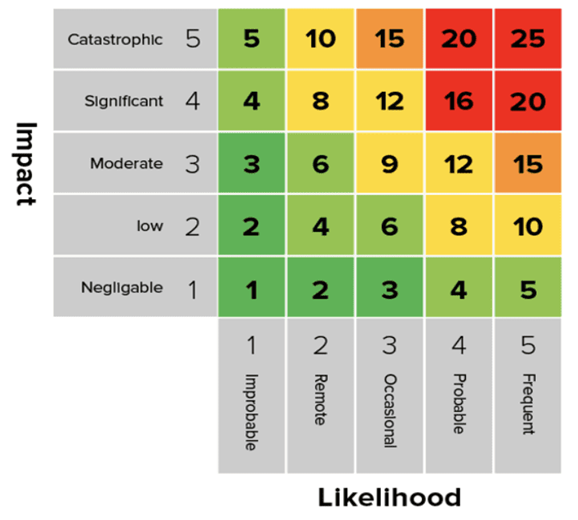 Impact
Catastrophic 5 5 10 15 20 25
Significant 4 4 8 12 16 20
Moderate 3 3 6 9 12 15
low 2 2 4 6 8 10
Negligable 1 1 2 3 4 5
1 2 3 4 5
Improbable Remote Occasional Probable Frequent
Likelihood